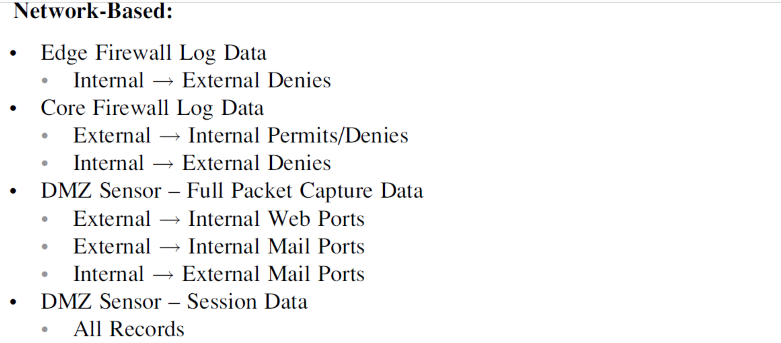 Network-Based:
• Edge Firewall Log Data
• Internal → External Denies
• Core Firewall Log Data
• External → Internal Permits/Denies
• Internal → External Denies
• DMZ Sensor – Full Packet Capture Data
• External → Internal Web Ports
• External → Internal Mail Ports
• Internal → External Mail Ports
• DMZ Sensor – Session Data
• All Records